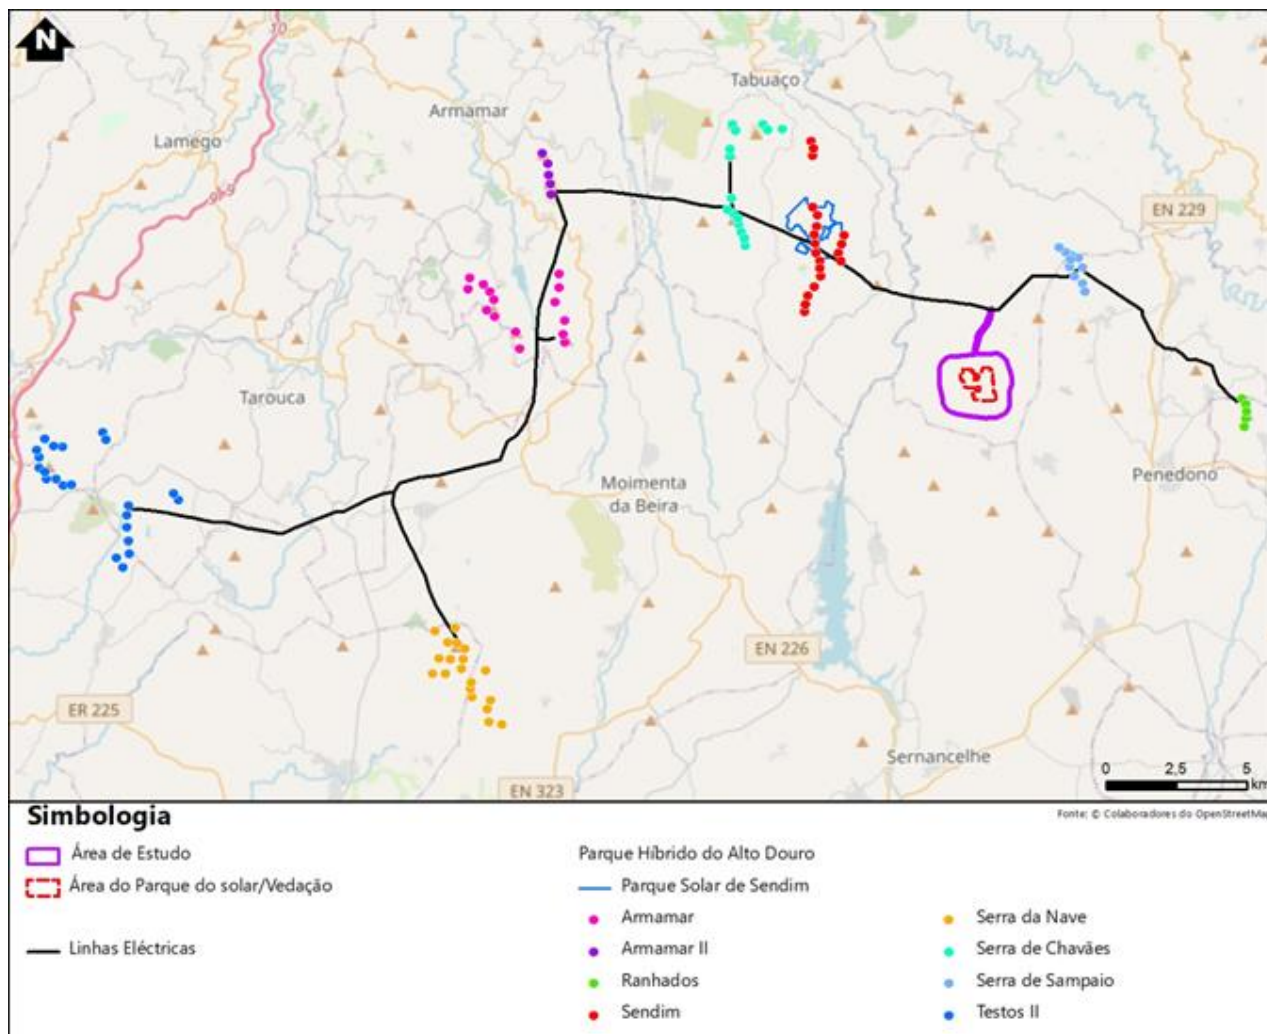 N
10
Tabuaço
Armamar
Lamego
EN 229
Tarouca
Moimenta
da Beira
Penedono
EN 226
ER 225
Sernancelhe
EN 323
0 2,5 5
km
Simbologia
Fonte: © Colaboradores do OpenStreetMap
Área de Estudo
Área do Parque do solar/Vedação
Linhas Eléctricas
Parque Híbrido do Alto Douro
Parque Solar de Sendim
Armamar
Armamar II
Ranhados
Sendim
Serra da Nave
Serra de Chavães
Serra de Sampaio
Testos II